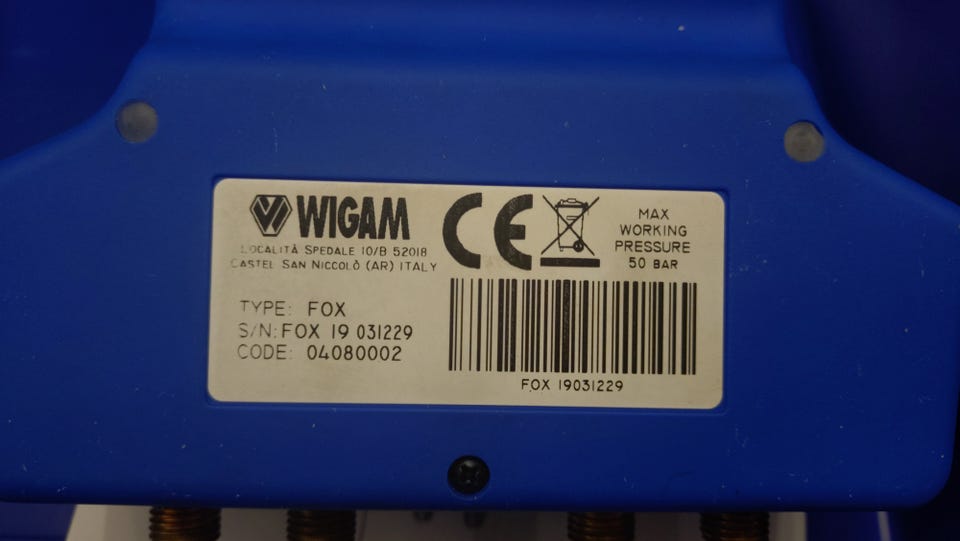 WIGAM
LOCALITÀ SPEDALE 10/B 52018
CASTEL SAN NICCOLÒ (AR) ITALY
CE
MAX
WORKING
PRESSURE
50 BAR
TYPE: FOX
S/N: FOX 19 031229
CODE: 04080002
FOX 19031229